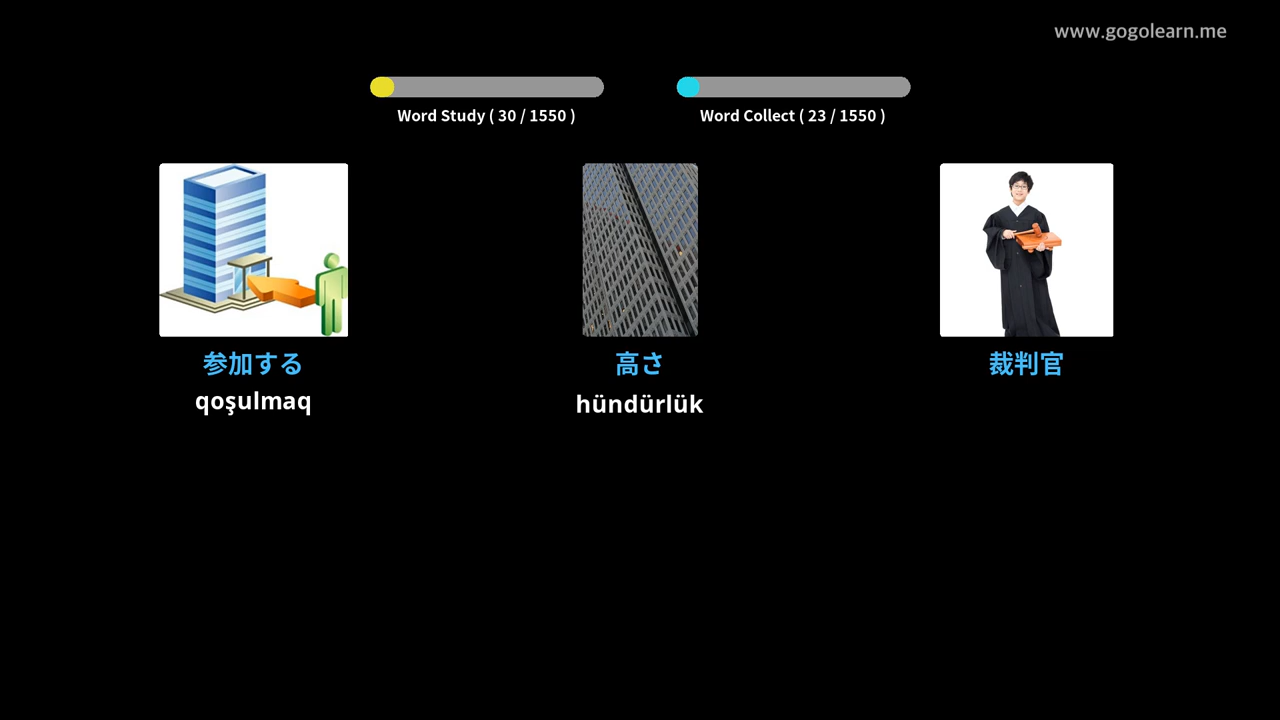 www.gogolearn.me
Word Study ( 30 / 1550 )
Word Collect ( 23 / 1550 )
参加する
qoşulmaq
高さ
hündürlük
裁判官